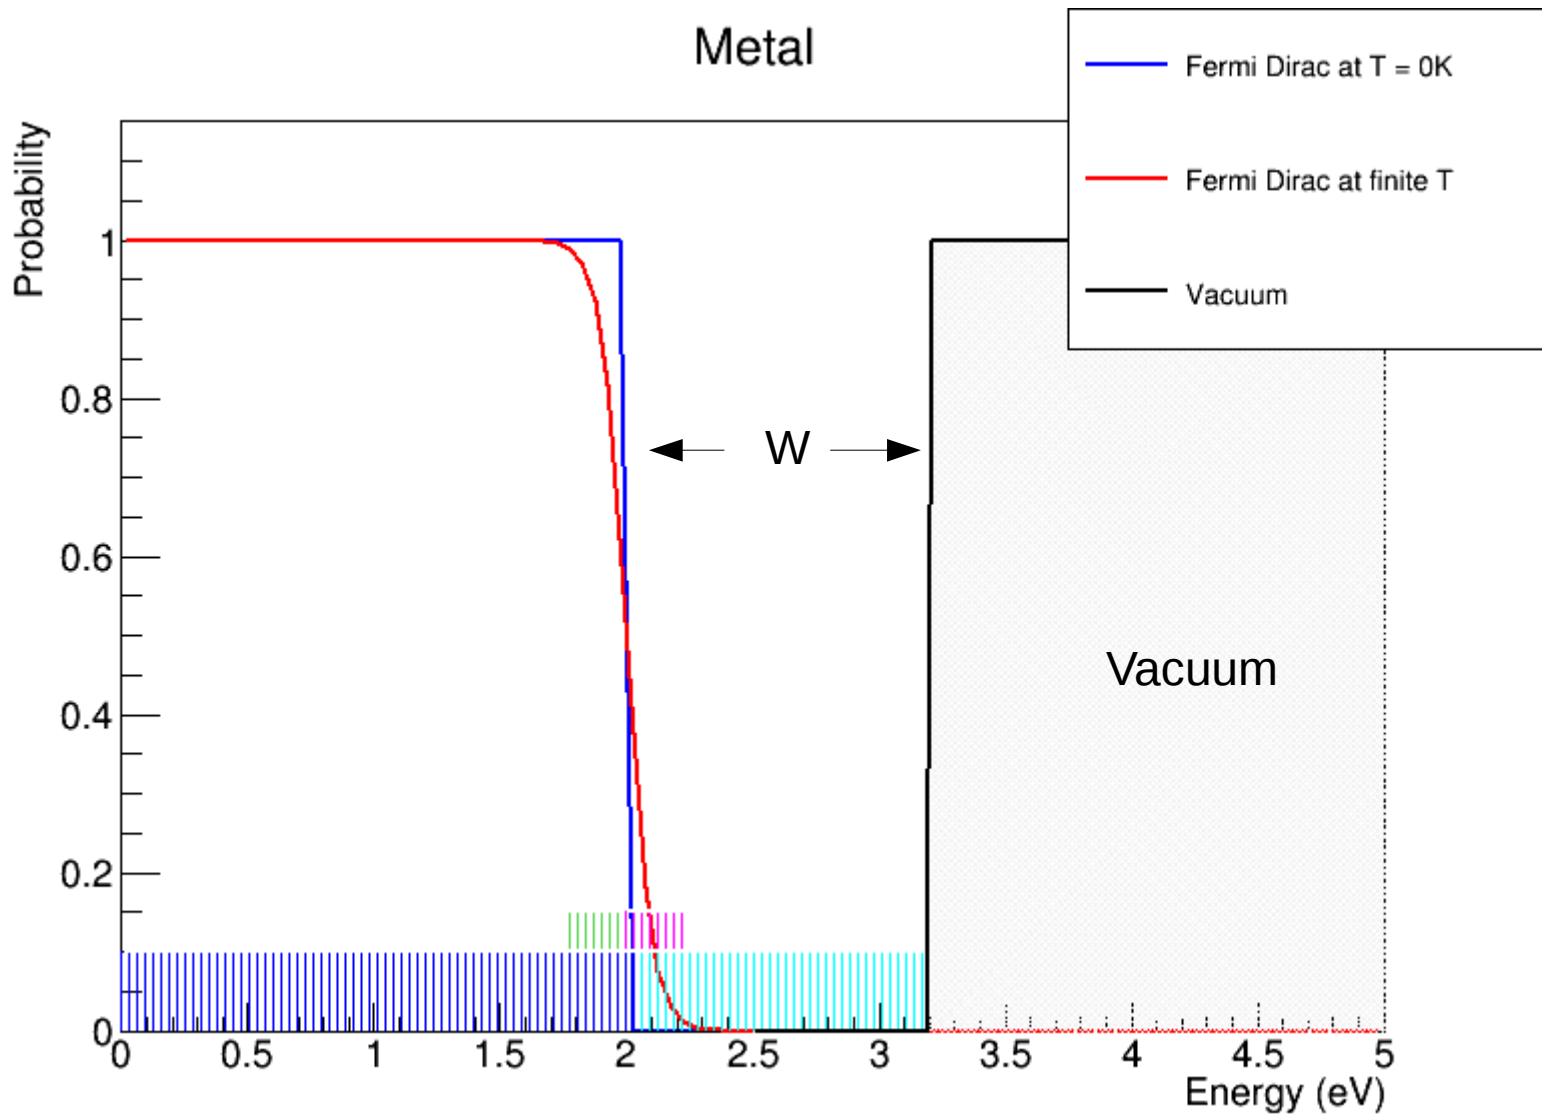 Metal
Fermi Dirac at T = 0K
Fermi Dirac at finite T
Vacuum
Probability
1
0.8
0.6
0.4
0.2
0
W
Vacuum
0 0.5 1 1.5 2 2.5 3 3.5 4 4.5 5
Energy (eV)